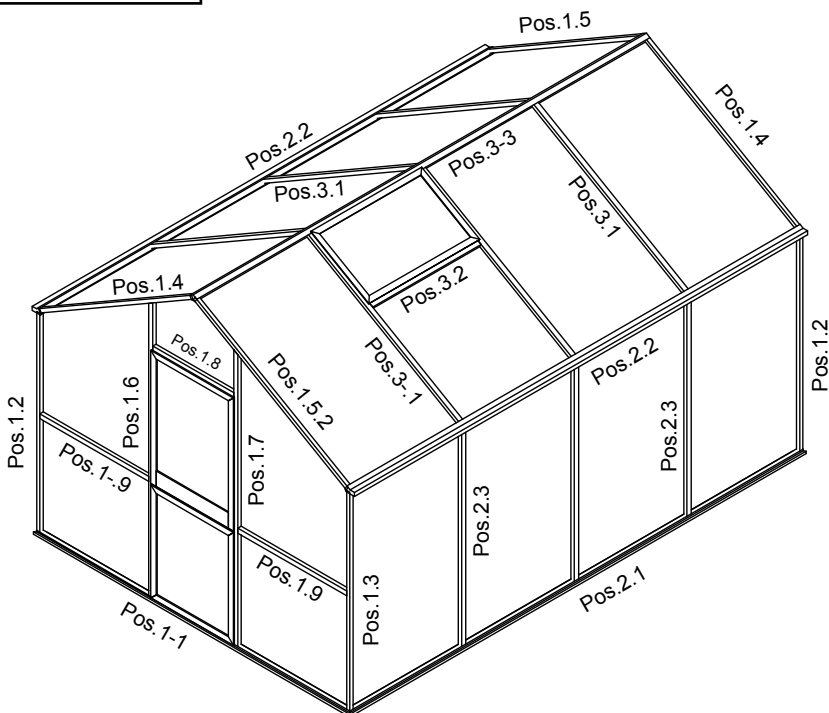 Pos.1.5
Pos.2.2
Pos.1.4
Pos.3-3
Pos.3.1
Pos.3.1
Pos.1.4
Pos.3.2
Pos.1.8
Pos.1.2
Pos.2.2
Pos.1.5.2
Pos.3-.1
Pos.1.6
Pos.1.2
Pos.1.7
Pos.2.3
Pos.1-.9
Pos.2.3
Pos.1.9
Pos.2.1
Pos.1.3
Pos.1-1